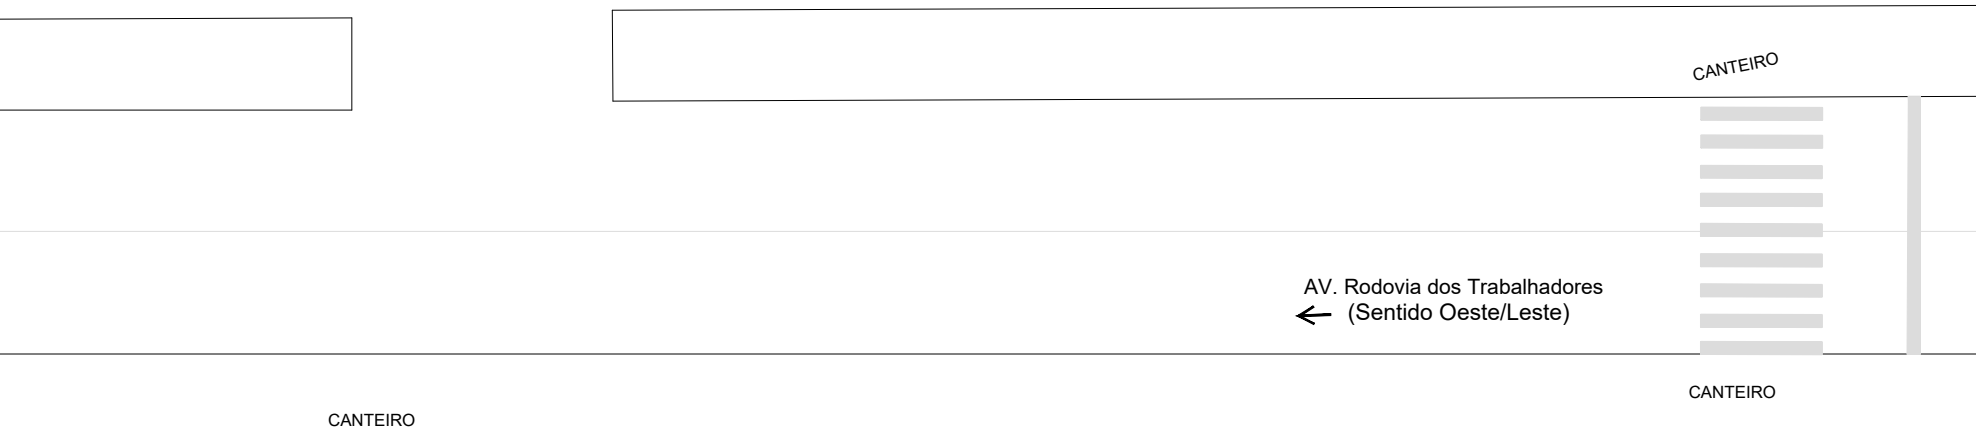 CANTEIRO
AV. Rodovia dos Trabalhadores
(Sentido Oeste/Leste)
CANTEIRO
CANTEIRO